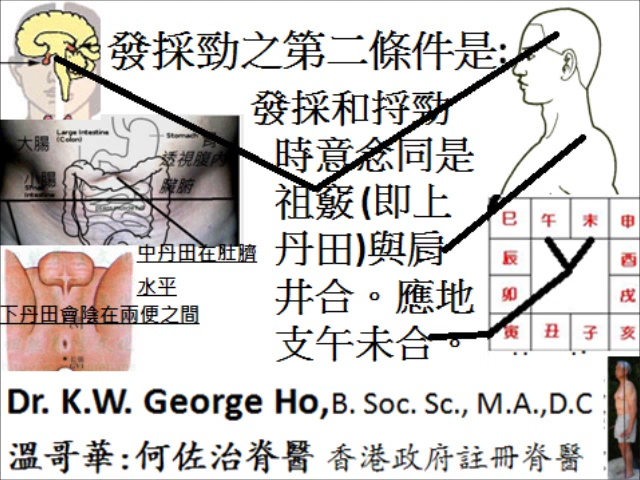 發採勁之第二條件是:
發採和捋勁
時意念同是
祖竅(即上
丹田)與肩
井合。應地
支午未合。
大腸
Large Intestine
(Colon)
Stomach
胃
透視腹內
臟腑
小腸
中丹田在肚臍
水平
下丹田會陰在兩便之間
巳 午 未 申
辰 酉
卯 戌
寅 丑 子 亥
Dr. K.W. George Ho,B. Soc. Sc., M.A.,D.C
溫哥華:何佐治脊醫 香港政府註冊脊醫